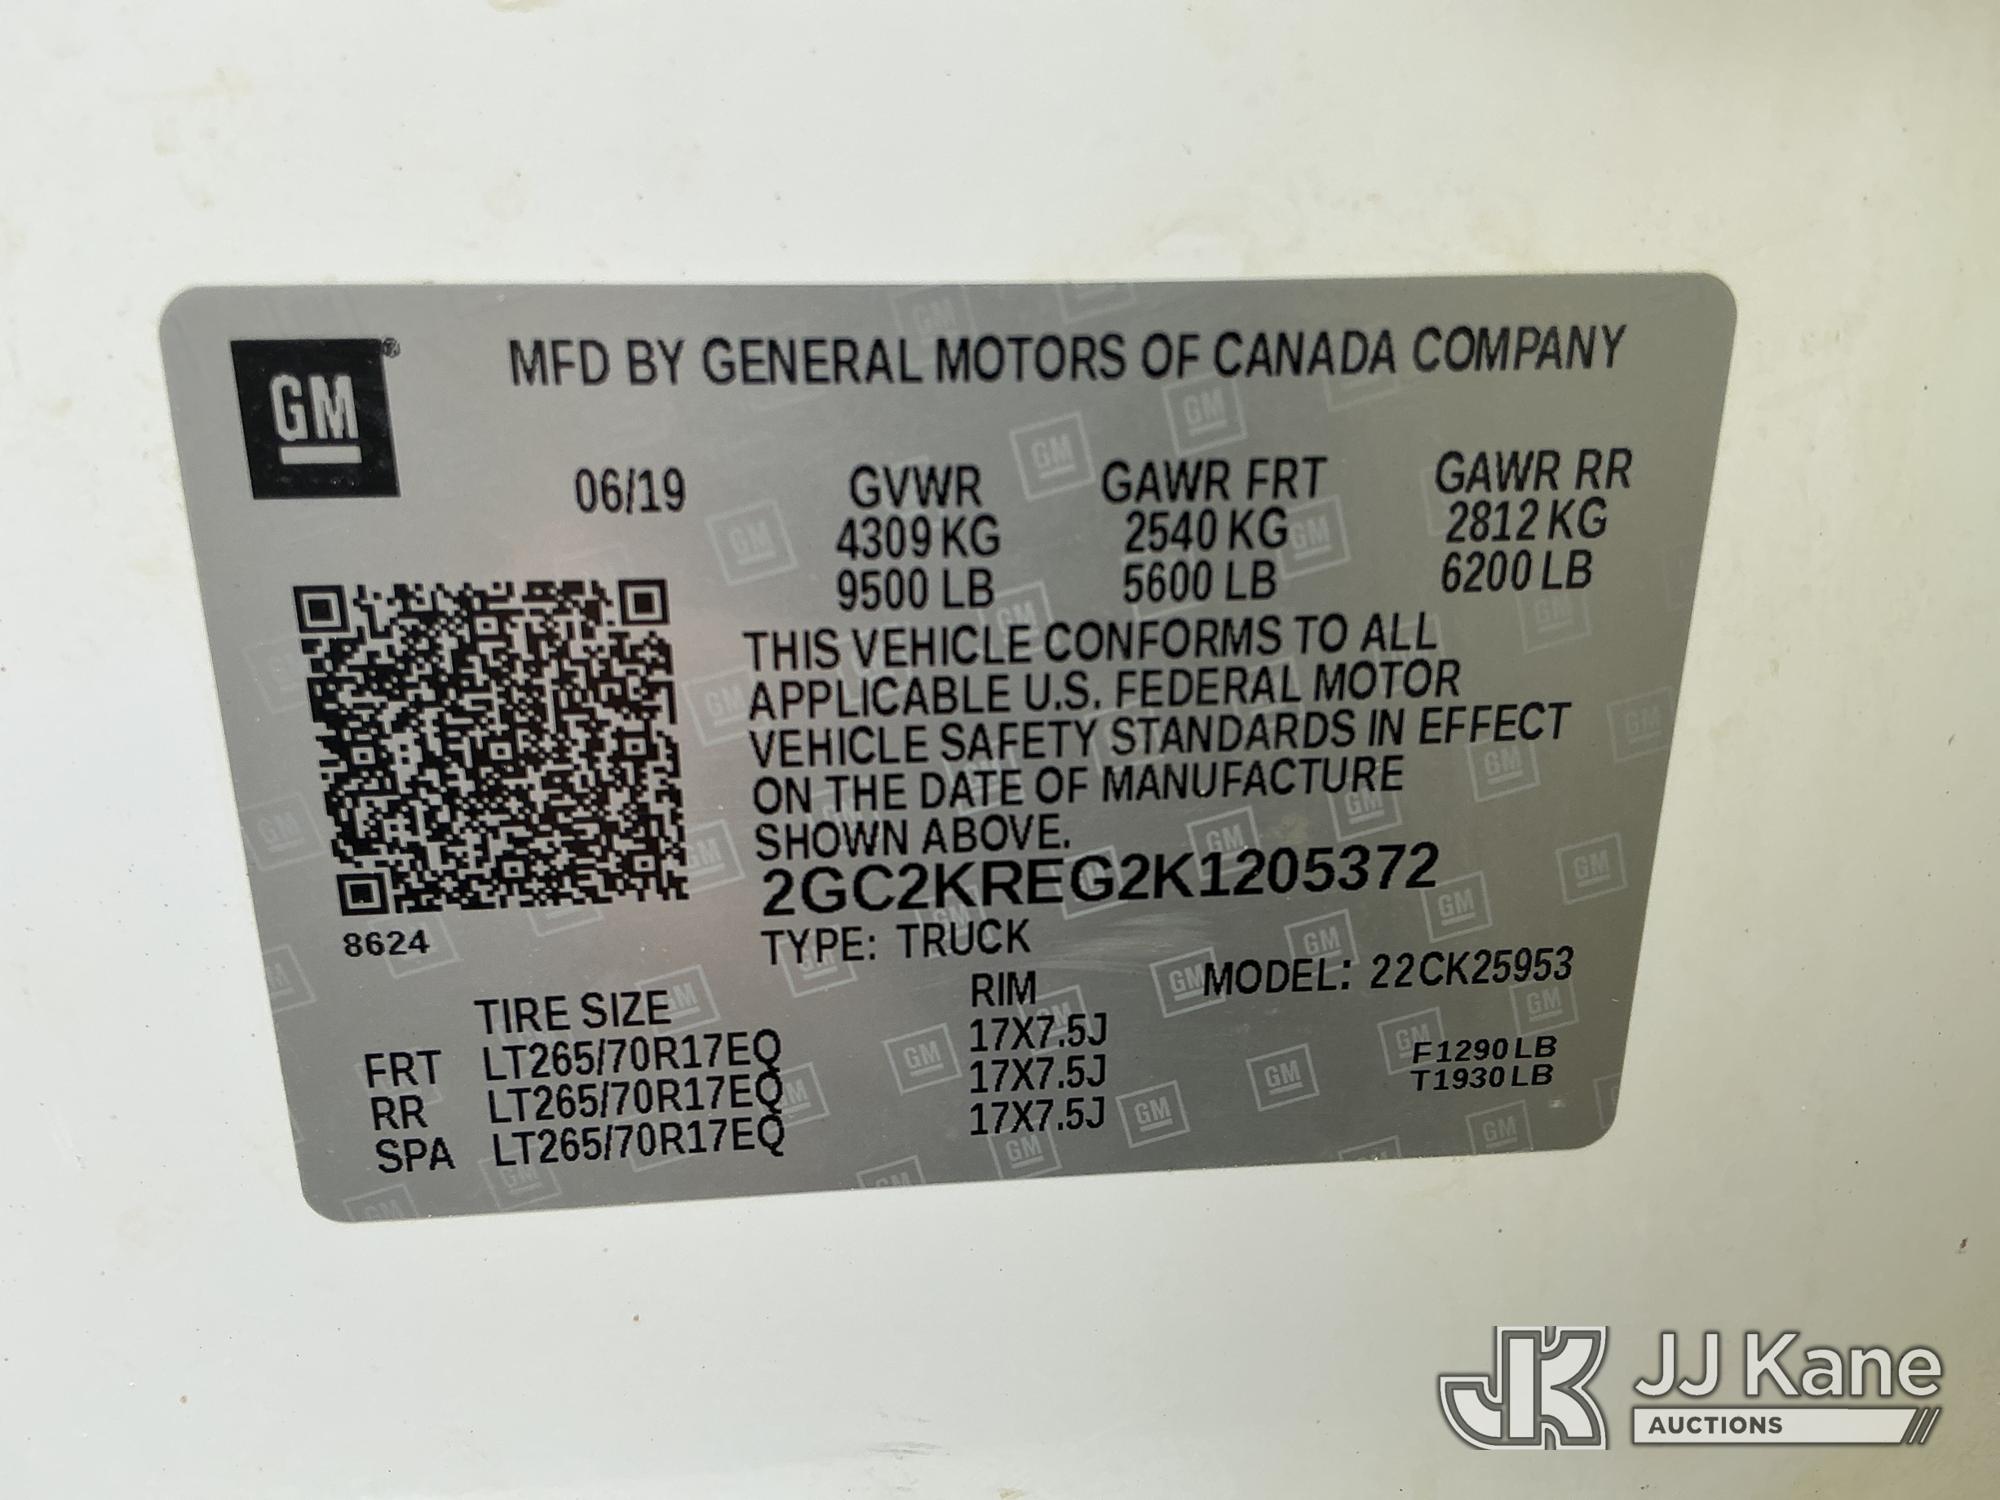 GM
MFD BY GENERAL MOTORS OF CANADA COMPANY
06/19 GVWR GAWR FRT GAWR RR
4309 KG 2540 KG 2812 KG
9500 LB 5600 LB 6200 LB
THIS VEHICLE CONFORMS TO ALL
APPLICABLE U.S. FEDERAL MOTOR
VEHICLE SAFETY STANDARDS IN EFFECT
ON THE DATE OF MANUFACTURE
SHOWN ABOVE.
2GC2KREG2K1205372
8624
TYPE: TRUCK
MODEL: 22CK25953
TIRE SIZE RIM
FRT LT265/70R17EQ 17X7.5J
RR LT265/70R17EQ 17X7.5J
SPA LT265/70R17EQ 17X7.5J
F1290 LB
T1930 LB
JK JJ Kane
AUCTIONS